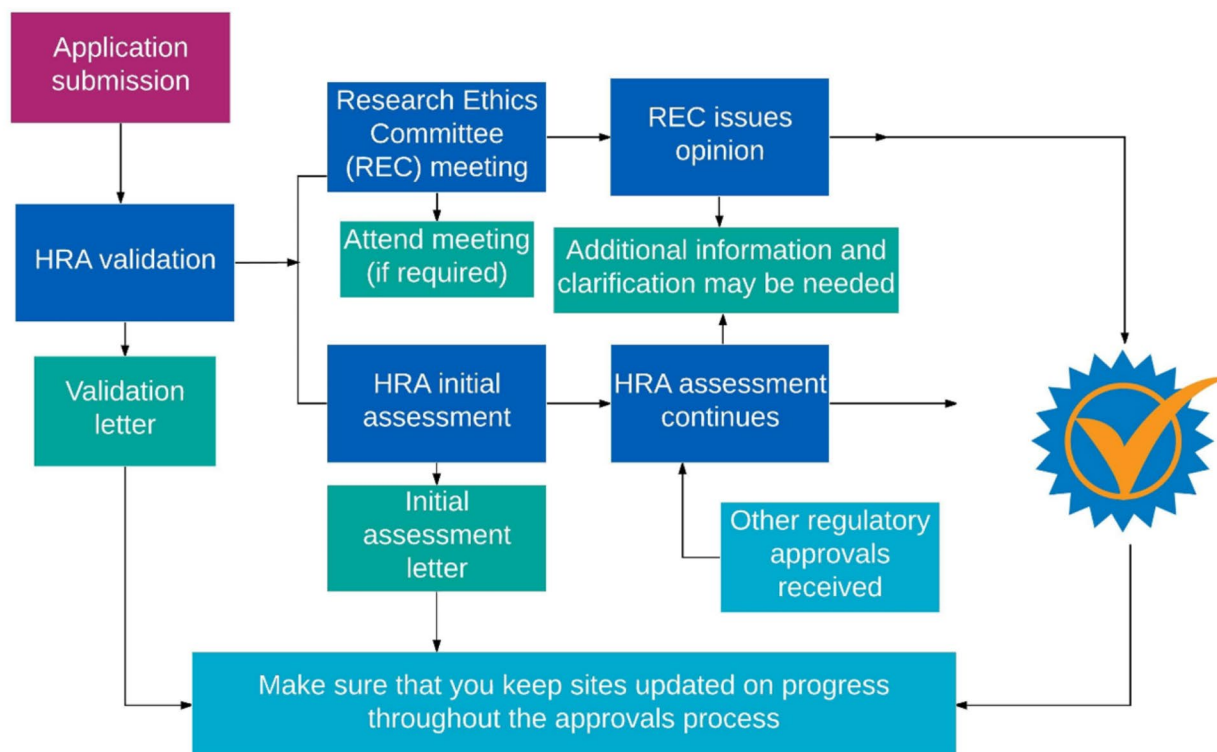 Application
submission
HRA validation
Validation
letter
Research Ethics
Committee
(REC) meeting
Attend meeting
(if required)
REC issues
opinion
Additional information and
clarification may be needed
HRA initial
assessment
HRA assessment
continues
Initial
assessment
letter
Other regulatory
approvals
received
Make sure that you keep sites updated on progress
throughout the approvals process